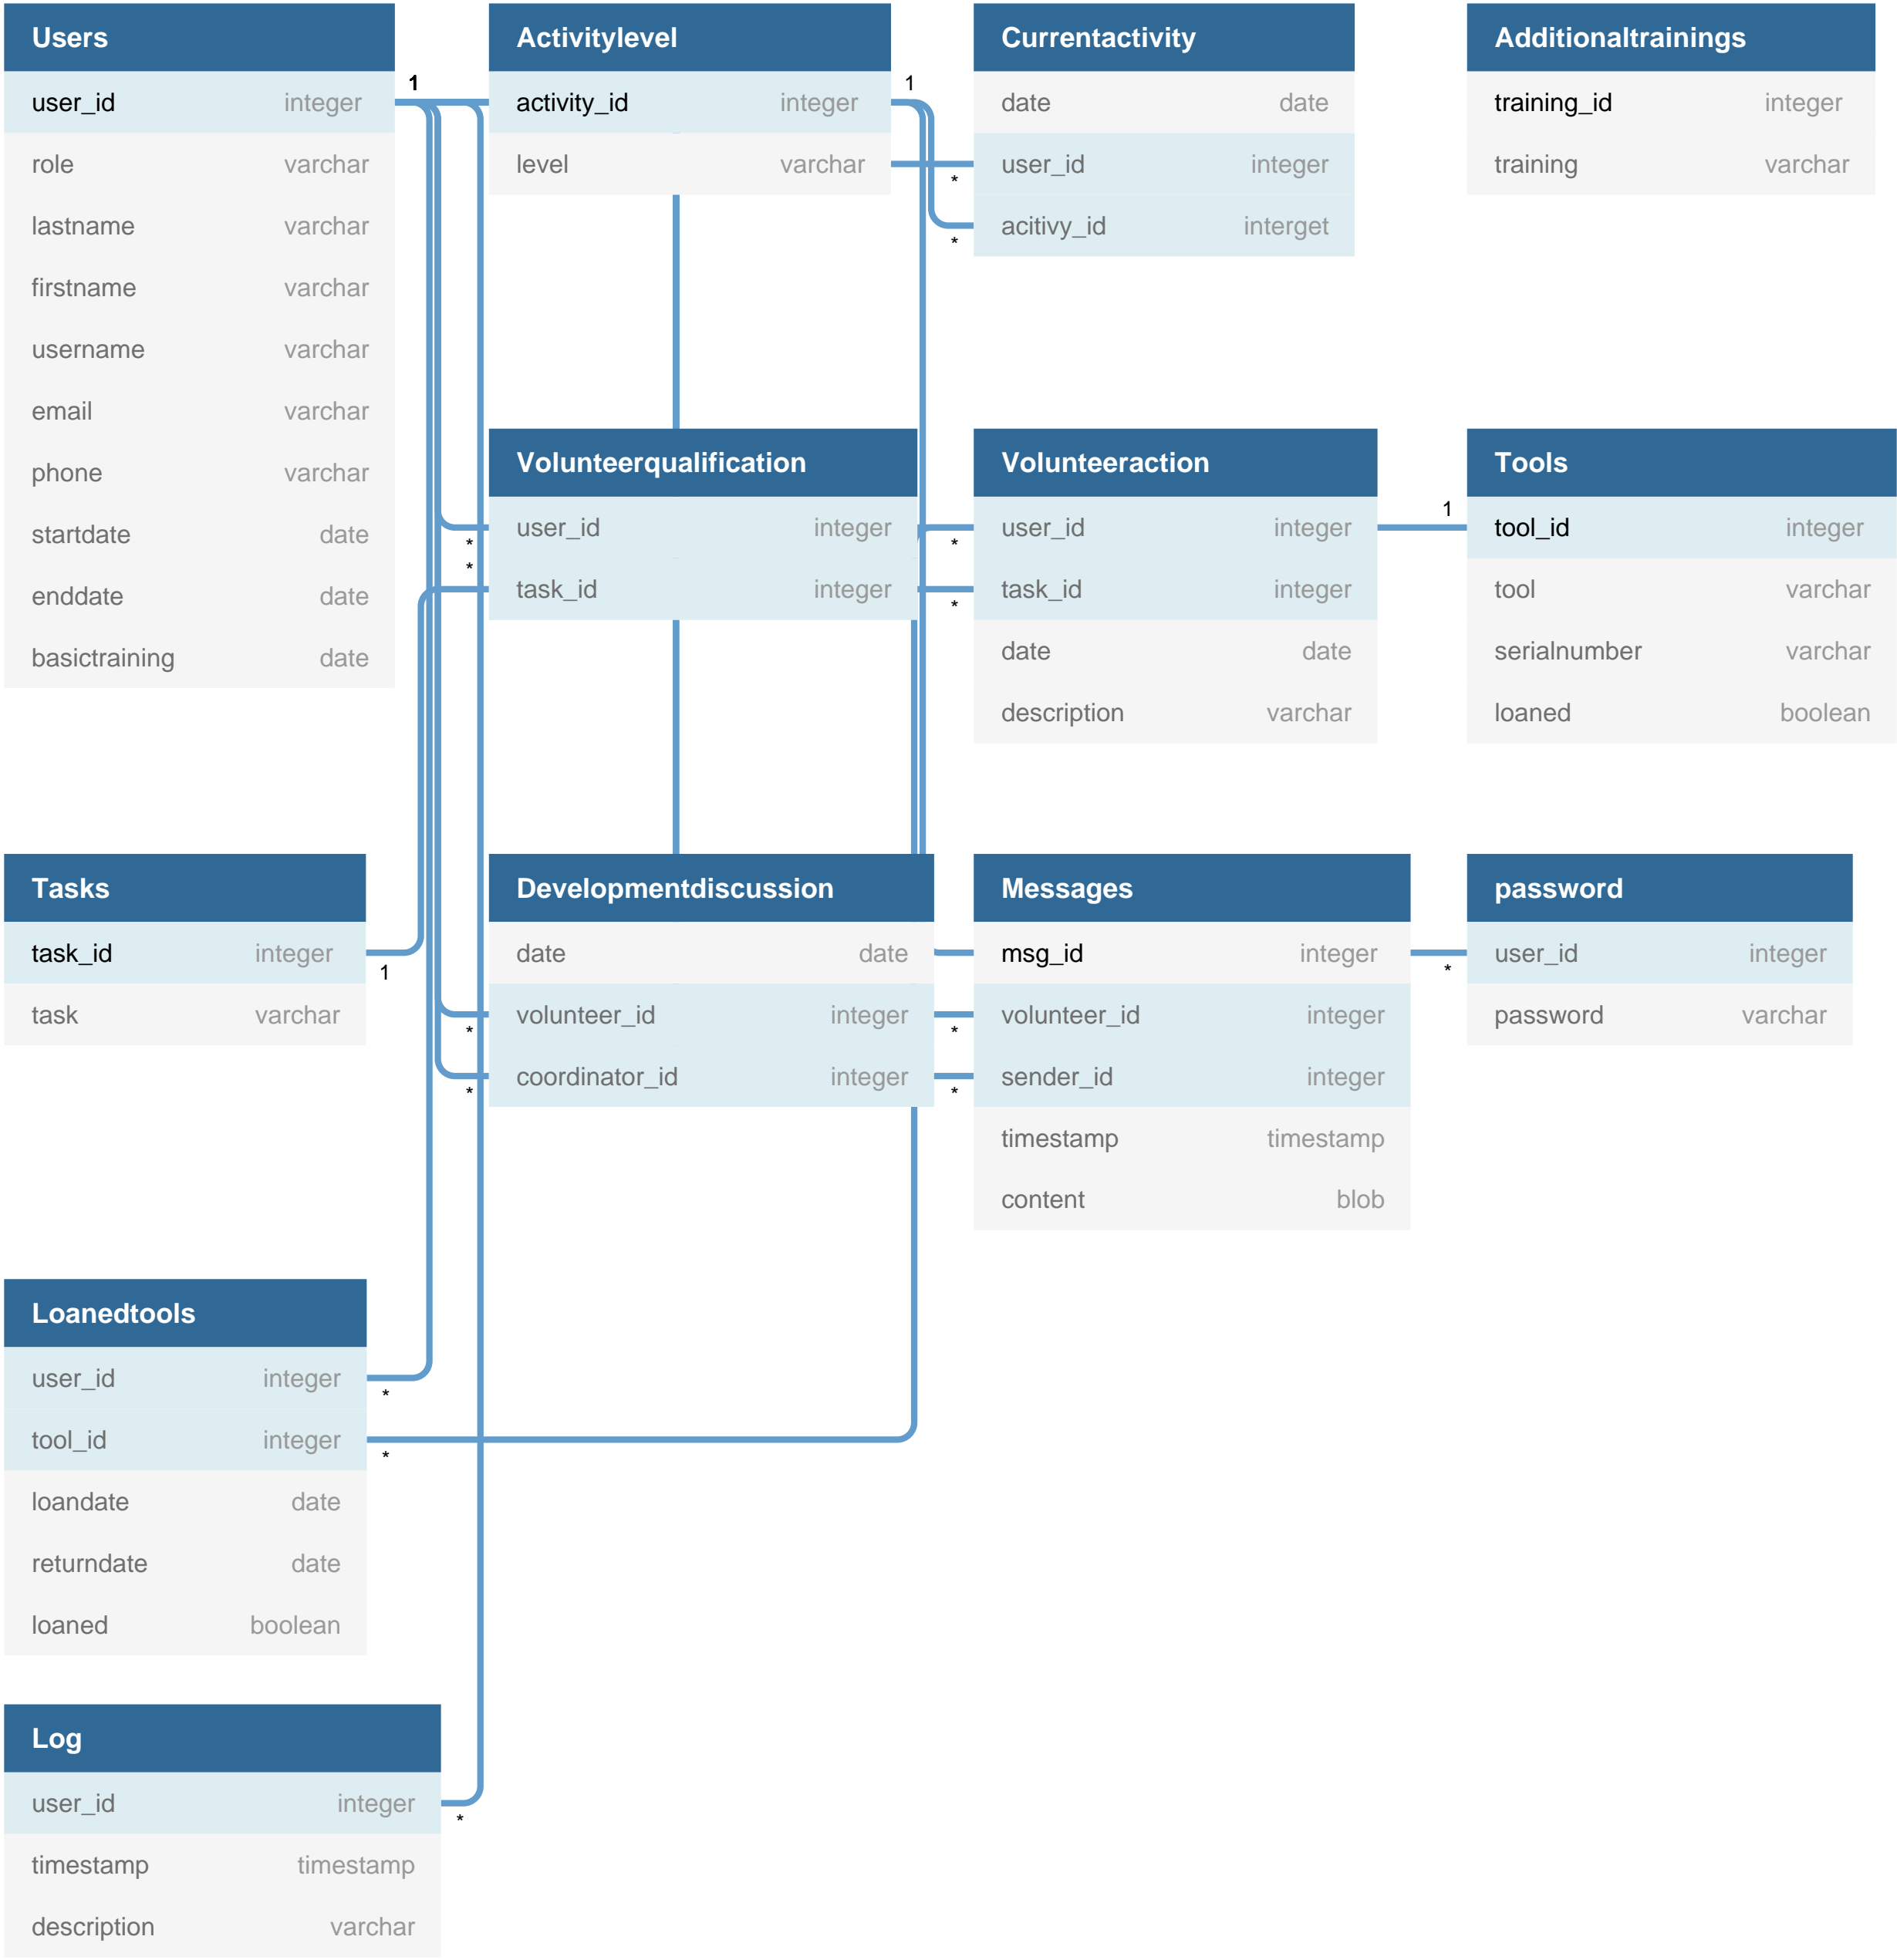 Users
user_id integer
role varchar
lastname varchar
firstname varchar
username varchar
email varchar
phone varchar
startdate date
enddate date
basictraining date
1
Activitylevel
activity_id integer
level varchar
1
Currentactivity
date date
user_id integer
*
acitivy_id interget
*
Additionaltrainings
training_id integer
training varchar
Volunteerqualification
user_id integer
*
*
task_id integer
Volunteeraction
user_id integer
*
task_id integer
*
date date
description varchar
Tools
1
tool_id integer
tool varchar
serialnumber varchar
loaned boolean
Tasks
task_id integer
1
task varchar
Developmentdiscussion
date date
volunteer_id integer
*
coordinator_id integer
*
Messages
msg_id integer
volunteer_id integer
*
sender_id integer
*
timestamp timestamp
content blob
password
user_id integer
*
password varchar
Loanedtools
user_id integer
*
tool_id integer
*
loandate date
returndate date
loaned boolean
Log
user_id integer
*
timestamp timestamp
description varchar